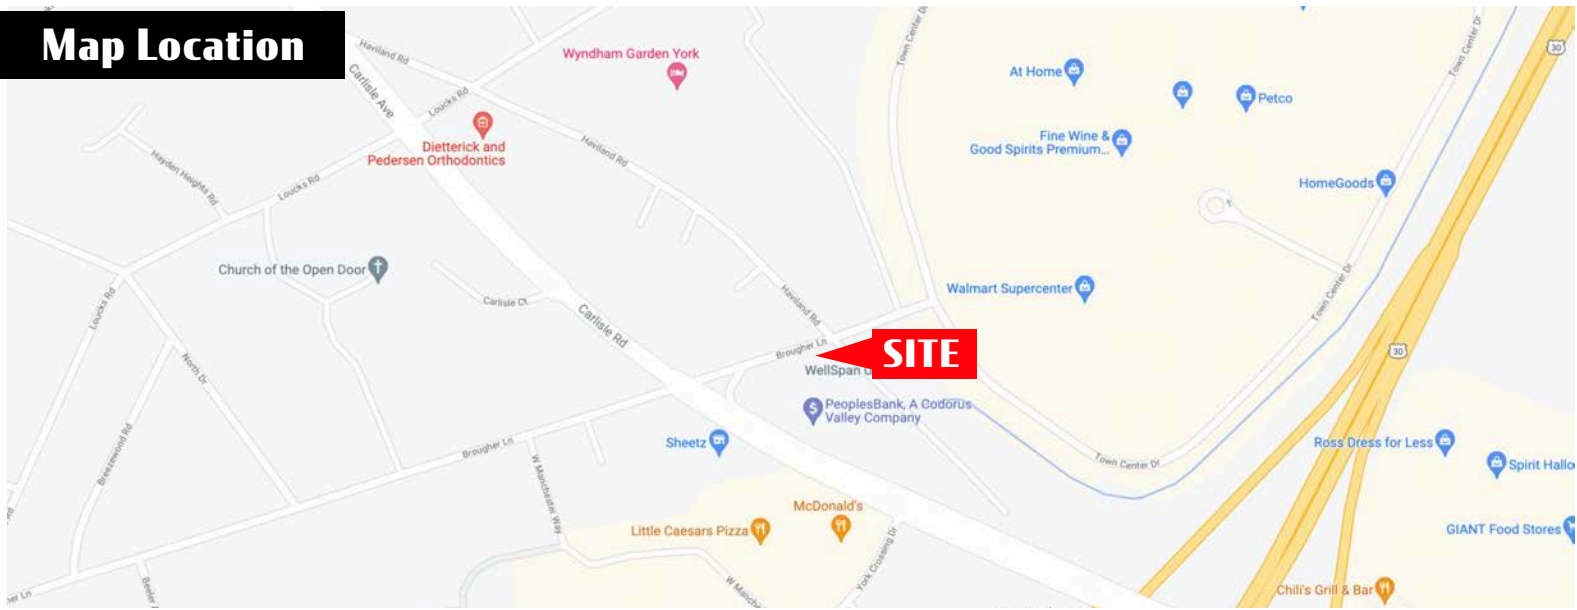 Map Location
Haviland Rd
Carlisle Ave
Loucks Rd
Wyndham Garden York
Town Center Dr
Town Center Dr
30
At Home
Petco
Dietterick and
Pedersen Orthodontics
Fine Wine &
Good Spirits Premium...
Haviland Rd
Hayden Heights Rd
Loucks Rd
HomeGoods
Church of the Open Door
Carlisle Ct
Loucks Rd
Walmart Supercenter
Haviland Rd
Town Center Dr
Carlisle Rd
Brougher Ln
SITE
30
North Dr
WellSpan
PeoplesBank, A Codorus
Valley Company
Sheetz
Brougher Ln
Breezewood Rd
Town Center Dr
Ross Dress for Less
Spirit Hallo
W Manchester Way
McDonald's
Little Caesars Pizza
GIANT Food Stores
York Crossing Dr
Chili's Grill & Bar